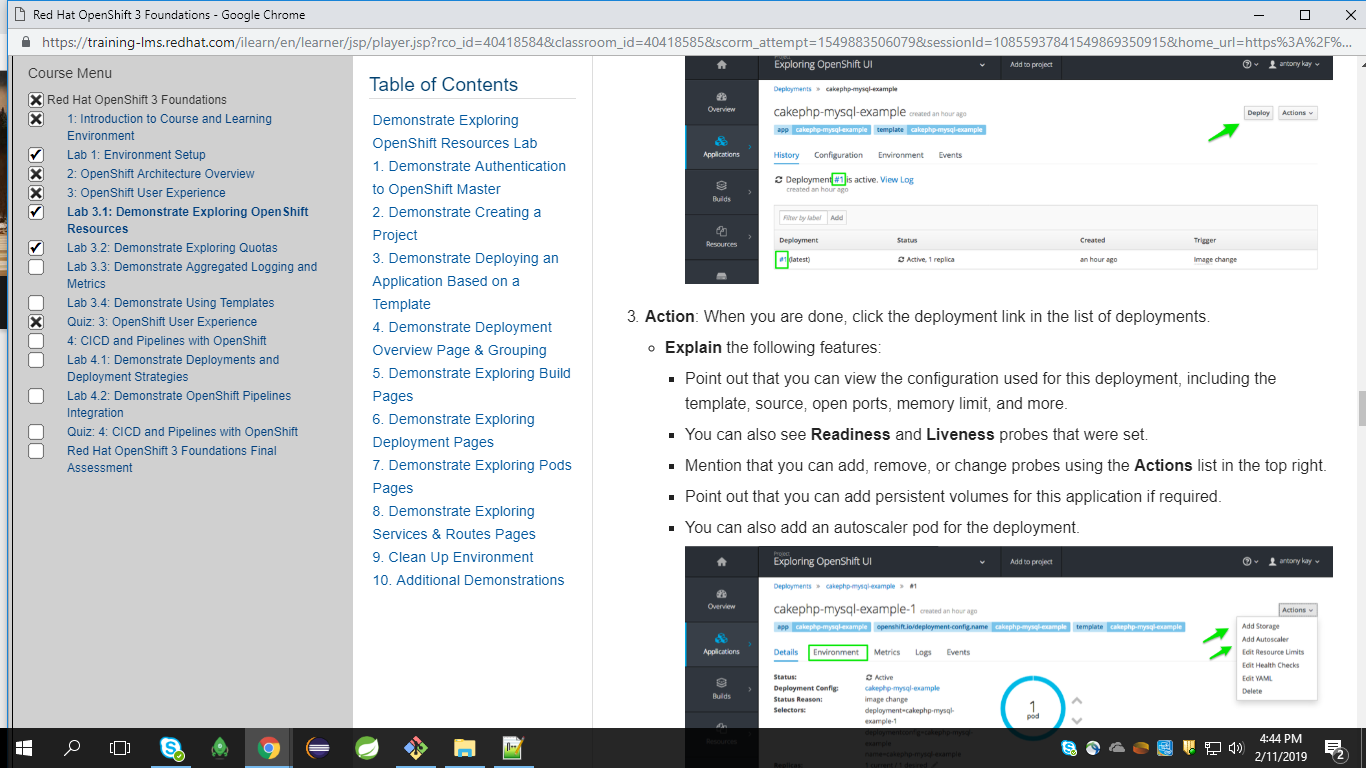 Red Hat OpenShift 3 Foundations - Google Chrome
https://training-lms.redhat.com/ilearn/en/learner/jsp/player.jsp?rco_id=40418584&classroom_id=40418585&scorm_attempt=1549883506079&sessionId=10855937841549869350915&home_url=https%3A%2F%...
Course Menu
Red Hat OpenShift 3 Foundations
1: Introduction to Course and Learning
Environment
Lab 1: Environment Setup
2: OpenShift Architecture Overview
3: OpenShift User Experience
Lab 3.1: Demonstrate Exploring OpenShift
Resources
Lab 3.2: Demonstrate Exploring Quotas
Lab 3.3: Demonstrate Aggregated Logging and
Metrics
Lab 3.4: Demonstrate Using Templates
Quiz: 3: OpenShift User Experience
4: CICD and Pipelines with OpenShift
Lab 4.1: Demonstrate Deployments and
Deployment Strategies
Lab 4.2: Demonstrate OpenShift Pipelines
Integration
Quiz: 4: CICD and Pipelines with OpenShift
Red Hat OpenShift 3 Foundations Final
Assessment
Table of Contents
Demonstrate Exploring
OpenShift Resources Lab
1. Demonstrate Authentication
to OpenShift Master
2. Demonstrate Creating a
Project
3. Demonstrate Deploying an
Application Based on a
Template
4. Demonstrate Deployment
Overview Page & Grouping
5. Demonstrate Exploring Build
Pages
6. Demonstrate Exploring
Deployment Pages
7. Demonstrate Exploring Pods
Pages
8. Demonstrate Exploring
Services & Routes Pages
9. Clean Up Environment
10. Additional Demonstrations
Exploring OpenShift UI Add to project antony kay
Overview
Applications
Builds
Resources
Deployments » cakephp-mysql-example
cakephp-mysql-example created an hour ago
Deploy Actions
app cakephp-mysql-example template cakephp-mysql-example
History Configuration Environment Events
Deployment #1 is active. View Log
created an hour ago
Filter by label Add
Deployment Status Created Trigger
#1 (latest) Active, 1 replica an hour ago Image change
3. Action: When you are done, click the deployment link in the list of deployments.
Explain the following features:
Point out that you can view the configuration used for this deployment, including the
template, source, open ports, memory limit, and more.
You can also see Readiness and Liveness probes that were set.
Mention that you can add, remove, or change probes using the Actions list in the top right.
Point out that you can add persistent volumes for this application if required.
You can also add an autoscaler pod for the deployment.
Project
Exploring OpenShift UI Add to project antony kay
Overview
Applications
Builds
Resources
Deployments » cakephp-mysql-example » #1
cakephp-mysql-example-1 created an hour ago
Actions
app cakephp-mysql-example openshift.io/deployment-config.name cakephp-mysql-example template cakephp-mysql-example
Add Storage
Add Autoscaler
Edit Resource Limits
Edit Health Checks
Edit YAML
Delete
Details Environment Metrics Logs Events
Status: Active
Deployment Config: cakephp-mysql-example
Status Reason: image change
Selectors: deployment=cakephp-mysql-
example-1
deploymentconfig=cakephp-mysql-
example
name=cakephp-mysql-example
Replicas: 1 current / 1 desired
1
pod
4:44 PM
2/11/2019
2